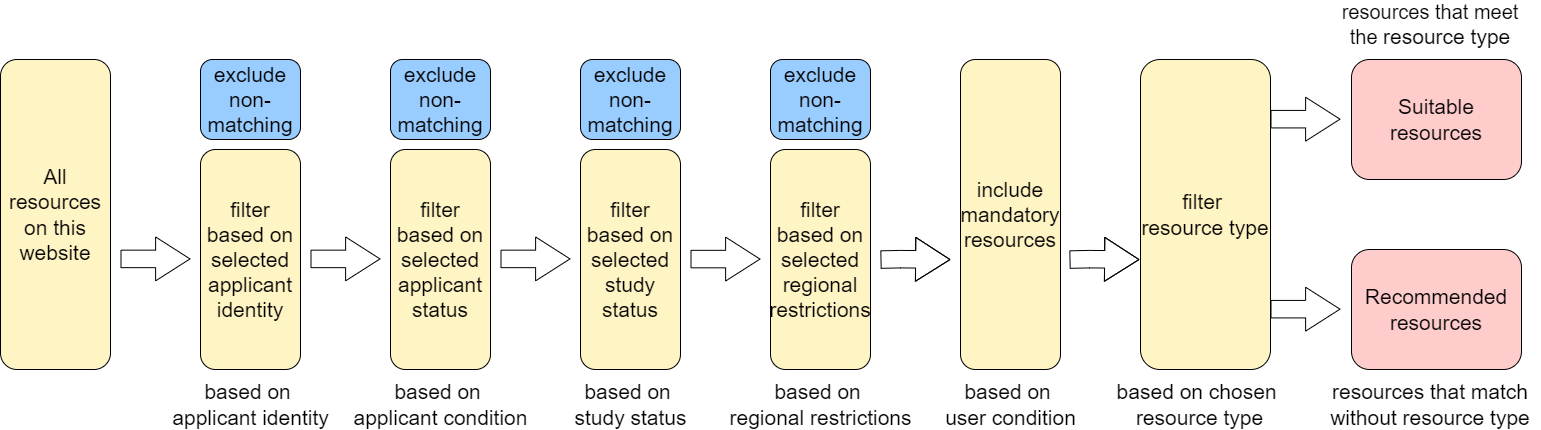 resources that meet
the resource type
All
resources
on this
website
exclude
non-
matching
filter
based on
selected
applicant
identity
based on
applicant identity
exclude
non-
matching
filter
based on
selected
applicant
status
based on
applicant condition
exclude
non-
matching
filter
based on
selected
study
status
based on
study status
exclude
non-
matching
filter
based on
selected
regional
restrictions
based on
regional restrictions
include
mandatory
resources
based on
user condition
filter
resource type
based on chosen
resource type
Suitable
resources
Recommended
resources
resources that match
without resource type